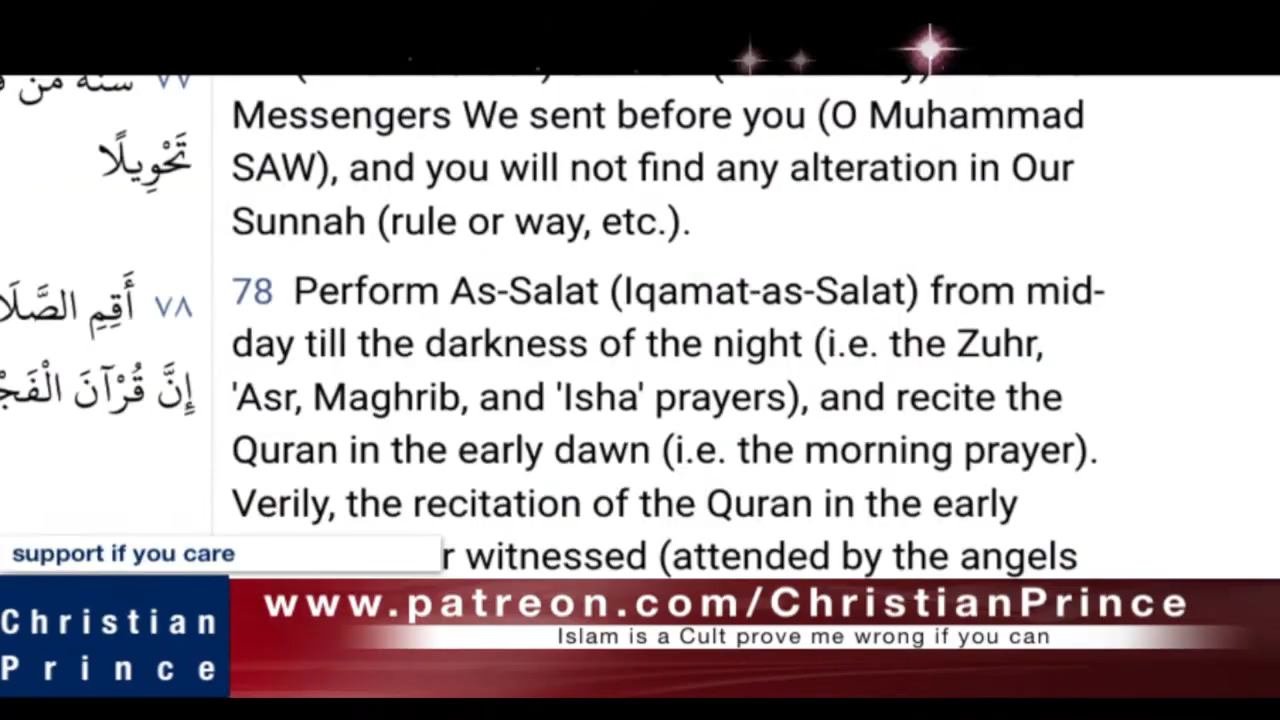 سنة من
٧٧
تَحْوِيلًا
Messengers We sent before you (O Muhammad
SAW), and you will not find any alteration in Our
Sunnah (rule or way, etc.).
٧٨ أَقِمِ الصَّلَا
إِنَّ قُرْآنَ الْفَجْ
78 Perform As-Salat (Iqamat-as-Salat) from mid-
day till the darkness of the night (i.e. the Zuhr,
'Asr, Maghrib, and 'Isha' prayers), and recite the
Quran in the early dawn (i.e. the morning prayer).
Verily, the recitation of the Quran in the early
r witnessed (attended by the angels
support if you care
Christian
Prince
www.patreon.com/ChristianPrince
Islam is a Cult prove me wrong if you can